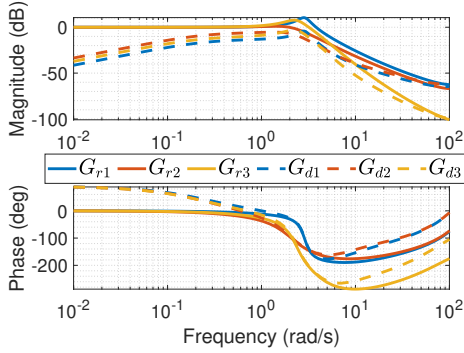 Magnitude (dB)
0
-50
-100
10^-2 10^-1 10^0 10^1 10^2
G_r1 G_r2 G_r3 G_d1 G_d2 G_d3
Phase (deg)
0
-100
-200
10^-2 10^-1 10^0 10^1 10^2
Frequency (rad/s)